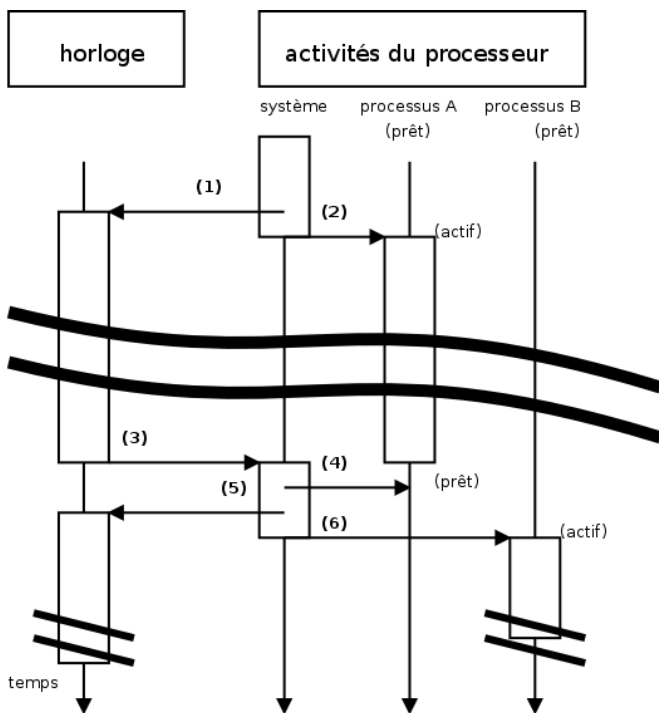 horloge
activités du processeur
système
processus A
(prêt)
processus B
(prêt)
(1)
(2)
(actif)
(3)
(4)
(prêt)
(5)
(6)
(actif)
temps